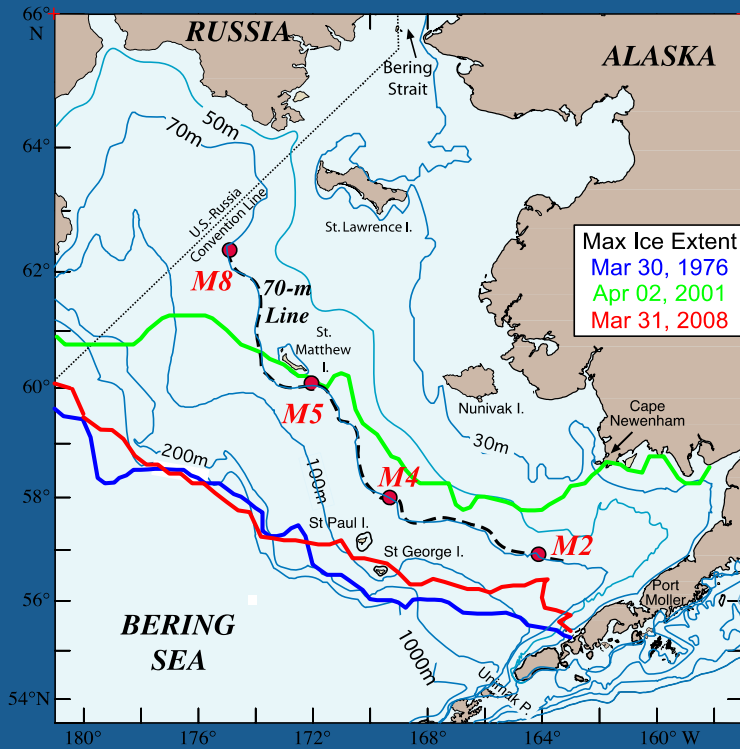 66°
N
RUSSIA
ALASKA
Bering
Strait
50m
70m
64°
St. Lawrence I.
U.S.-Russia
Convention Line
Max Ice Extent
Mar 30, 1976
Apr 02, 2001
Mar 31, 2008
62°
M8
70-m
Line
St.
Matthew
I.
60°
M5
Nunivak I.
Cape
Newenham
30m
200m
100m
58°
M4
St Paul I.
St George I.
M2
56°
Port
Moller
BERING
SEA
1000m
Unimak P.
54°N
180°
176°
172°
168°
164°
160° W